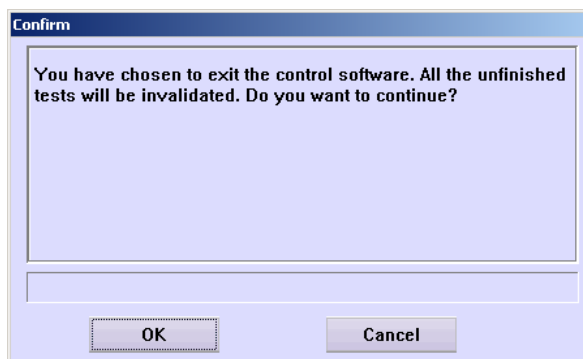 Confirm
You have chosen to exit the control software. All the unfinished
tests will be invalidated. Do you want to continue?
OK
Cancel